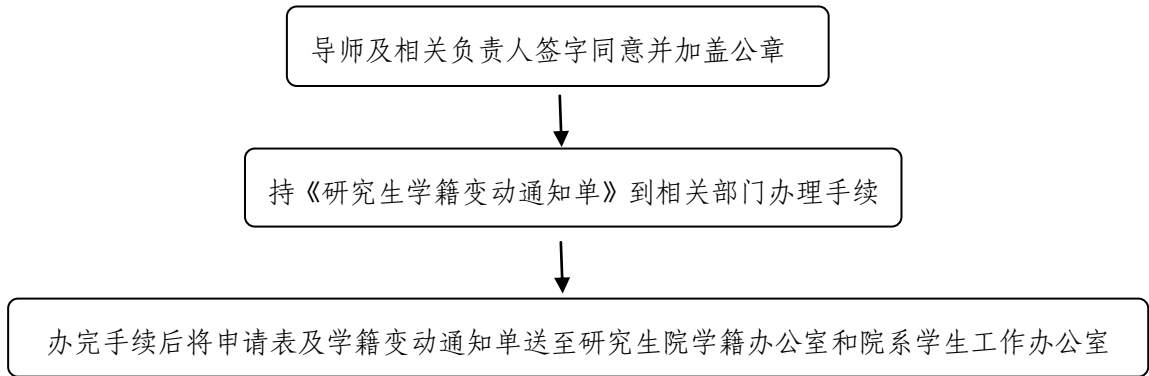 导师及相关负责人签字同意并加盖公章
持《研究生学籍变动通知单》到相关部门办理手续
办完手续后将申请表及学籍变动通知单送至研究生院学籍办公室和院系学生工作办公室